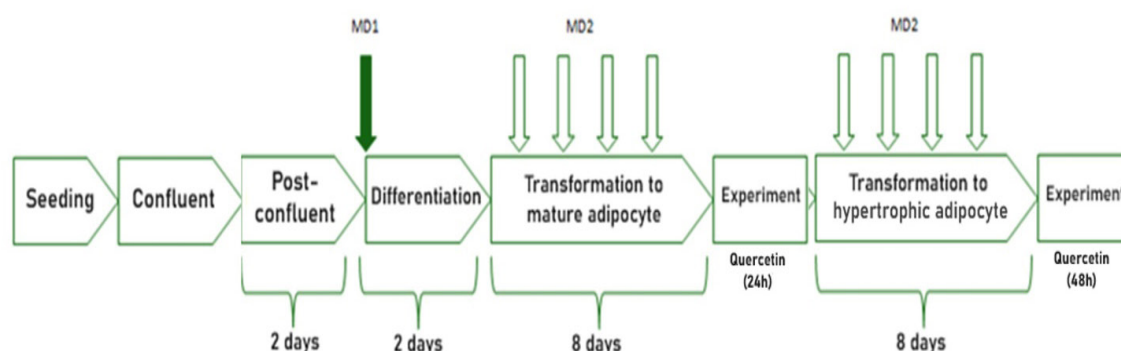 MD1
MD2
MD2
Seeding
Confluent
Post-
confluent
Differentiation
Transformation to
mature adipocyte
Experiment
Transformation to
hypertrophic adipocyte
Experiment
Quercetin
(24h)
Quercetin
(48h)
2 days
2 days
8 days
8 days